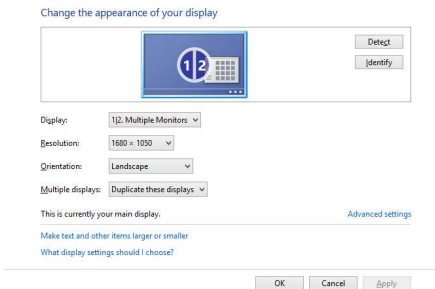 Change the appearance of your display
Detect
1|2
Identify
Display: 1|2. Multiple Monitors
Resolution: 1680 × 1050
Orientation: Landscape
Multiple displays: Duplicate these displays
This is currently your main display. Advanced settings
Make text and other items larger or smaller
What display settings should I choose?
OK Cancel Apply